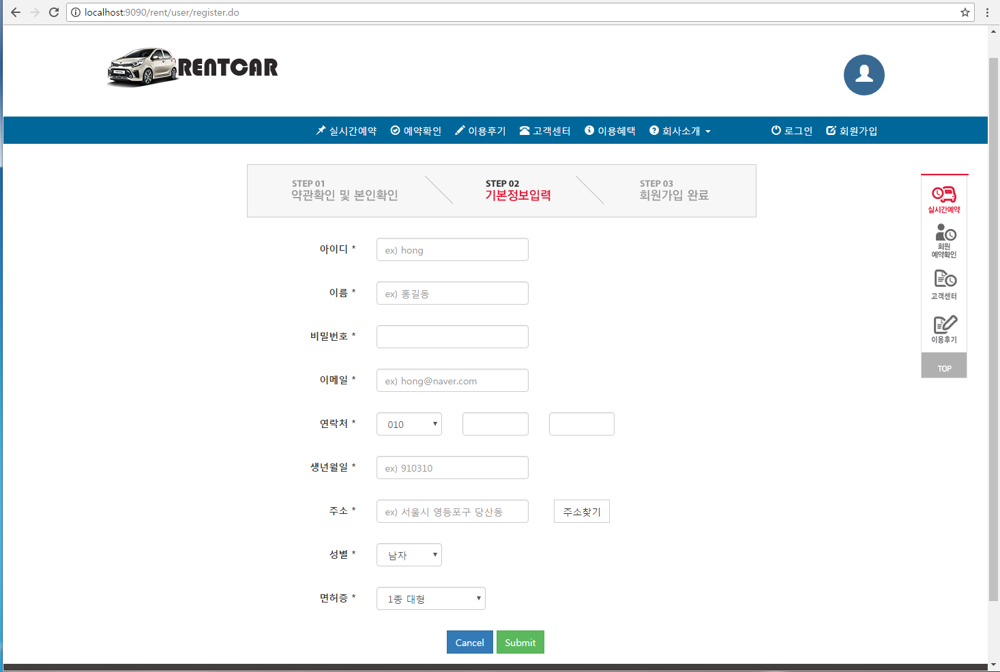 localhost:9090/rent/user/register.do
RENTCAR
실시간예약 예약확인 이용후기 고객센터 이용혜택 회사소개 로그인 회원가입
STEP 01
약관확인 및 본인확인
STEP 02
기본정보입력
STEP 03
회원가입 완료
아이디 * ex) hong
이름 * ex) 홍길동
비밀번호 *
이메일 * ex) hong@naver.com
연락처 * 010
생년월일 * ex) 910310
주소 * ex) 서울시 영등포구 당산동 주소찾기
성별 * 남자
면허증 * 1종 대형
Cancel Submit
실시간예약
회원
예약확인
고객센터
이용후기
TOP